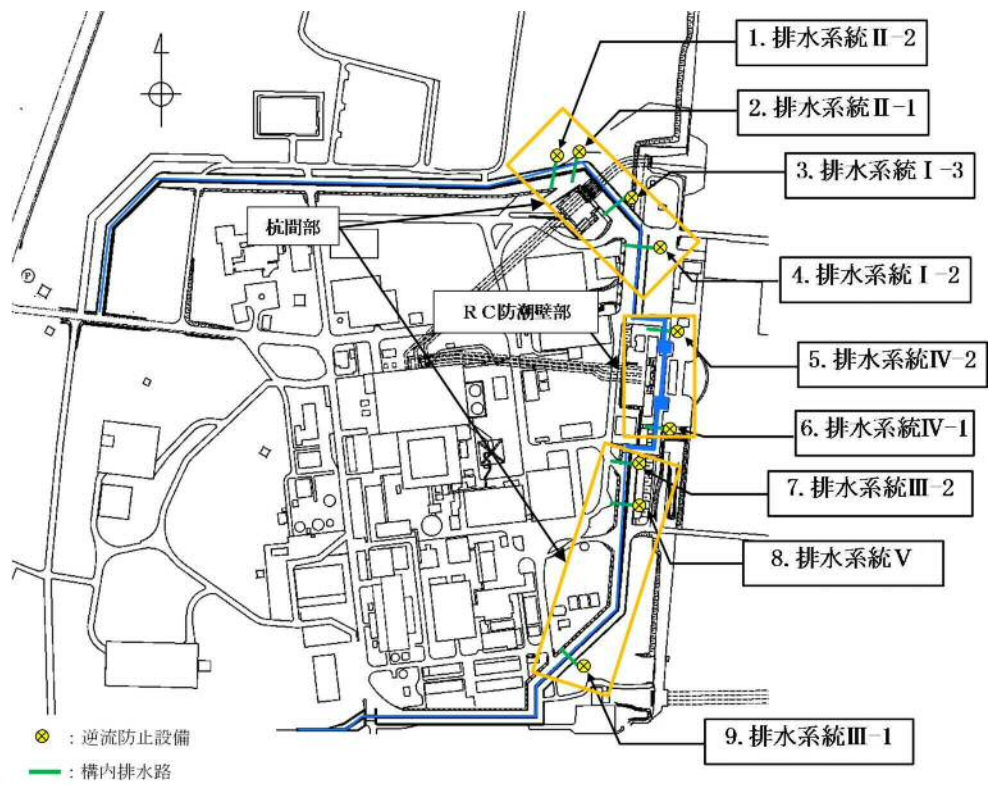 1. 排水系統Ⅱ-2
2. 排水系統Ⅱ-1
3. 排水系統Ⅰ-3
杭間部
4. 排水系統Ⅰ-2
RC防潮壁部
P
5. 排水系統Ⅳ-2
6. 排水系統Ⅳ-1
7. 排水系統Ⅲ-2
8. 排水系統Ⅴ
9. 排水系統Ⅲ-1
：逆流防止設備
：構内排水路